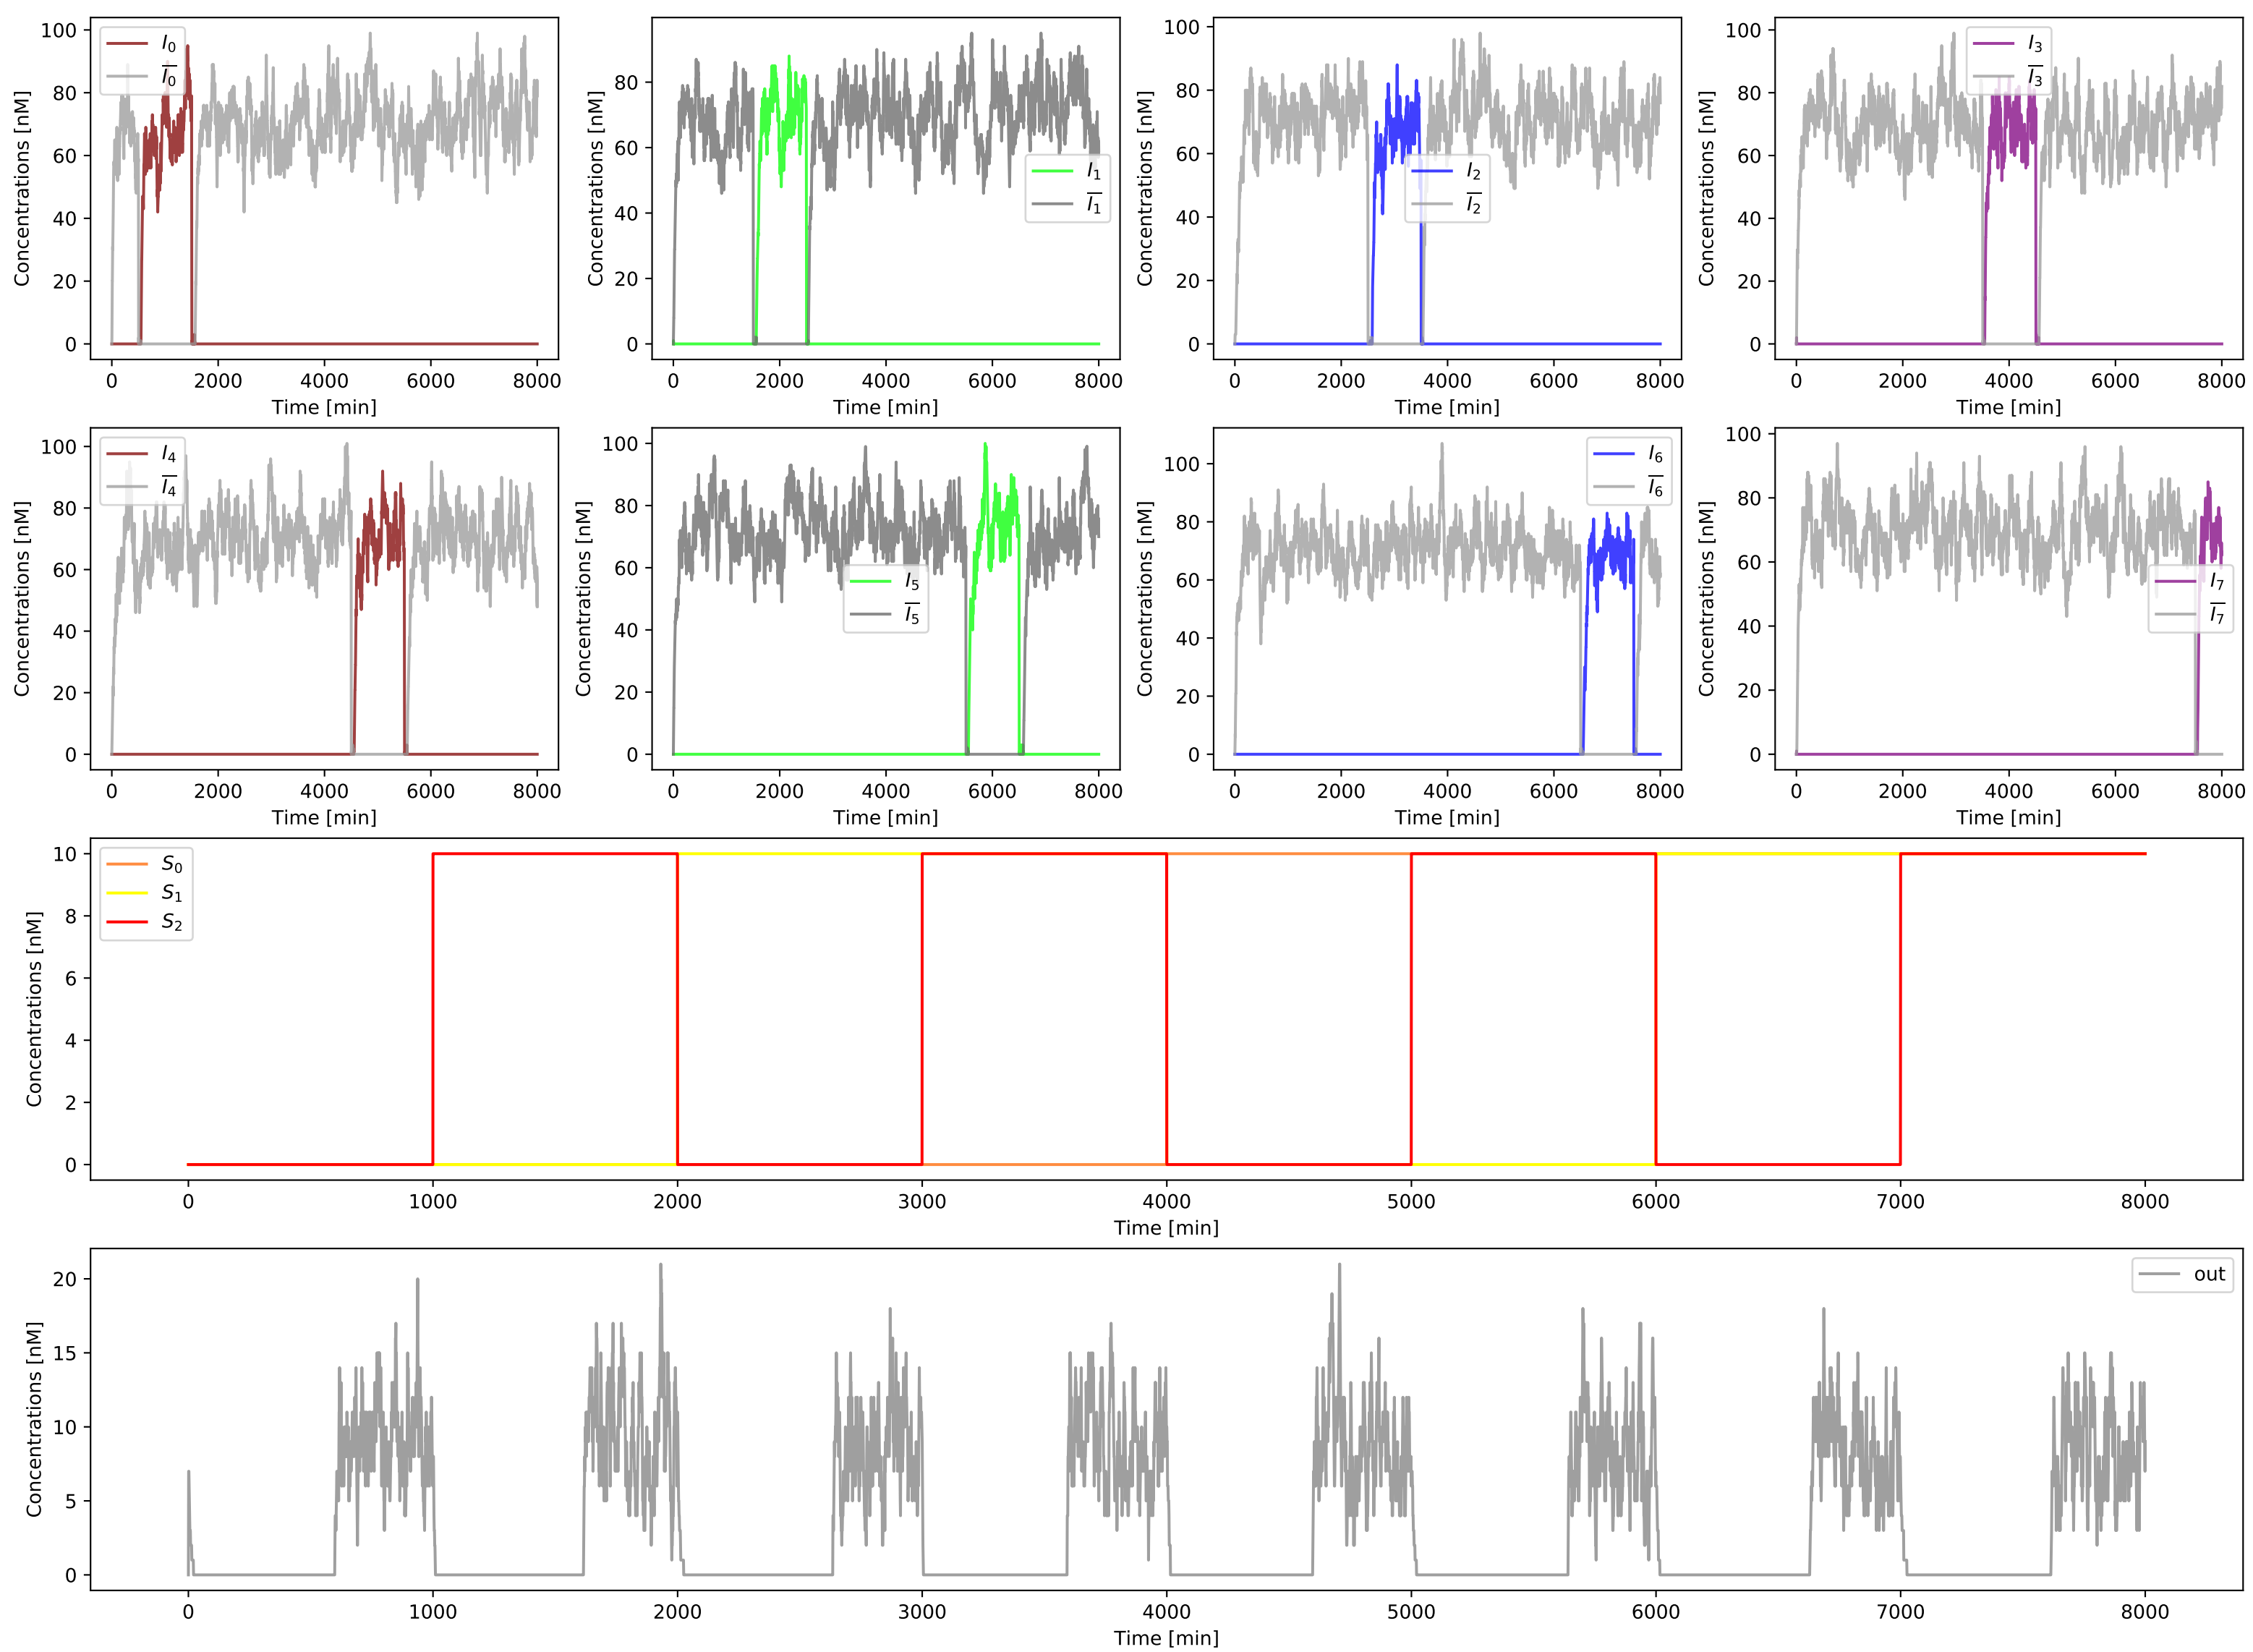 I₀
I̅₀
Concentrations [nM]
0 20 40 60 80 100
0 2000 4000 6000 8000
Time [min]
I₁
I̅₁
Concentrations [nM]
0 20 40 60 80
0 2000 4000 6000 8000
Time [min]
I₂
I̅₂
Concentrations [nM]
0 20 40 60 80 100
0 2000 4000 6000 8000
Time [min]
I₃
I̅₃
Concentrations [nM]
0 20 40 60 80 100
0 2000 4000 6000 8000
Time [min]
I₄
I̅₄
Concentrations [nM]
0 20 40 60 80 100
0 2000 4000 6000 8000
Time [min]
I₅
I̅₅
Concentrations [nM]
0 20 40 60 80 100
0 2000 4000 6000 8000
Time [min]
I₆
I̅₆
Concentrations [nM]
0 20 40 60 80 100
0 2000 4000 6000 8000
Time [min]
I₇
I̅₇
Concentrations [nM]
0 20 40 60 80 100
0 2000 4000 6000 8000
Time [min]
S₀
S₁
S₂
Concentrations [nM]
0 2 4 6 8 10
0 1000 2000 3000 4000 5000 6000 7000 8000
Time [min]
out
Concentrations [nM]
0 5 10 15 20
0 1000 2000 3000 4000 5000 6000 7000 8000
Time [min]